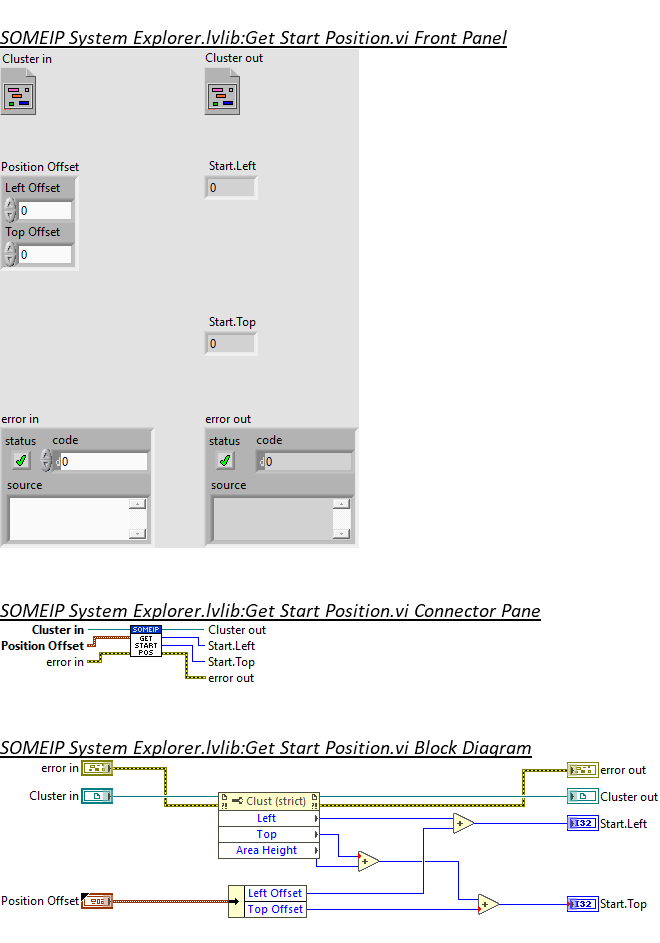 SOMEIP System Explorer.lvlib:Get Start Position.vi Front Panel
Cluster in
Cluster out
Position Offset
Left Offset
0
Top Offset
0
Start.Left
0
Start.Top
0
error in
status code
0
source
error out
status code
0
source
SOMEIP System Explorer.lvlib:Get Start Position.vi Connector Pane
Cluster in
Position Offset
error in
SOMEIP
GET
START
POS
Cluster out
Start.Left
Start.Top
error out
SOMEIP System Explorer.lvlib:Get Start Position.vi Block Diagram
error in
error out
Cluster in
?! Clust (strict) ?!
Cluster out
Left
I32 Start.Left
Top
Area Height
Position Offset
Left Offset
Top Offset
I32 Start.Top